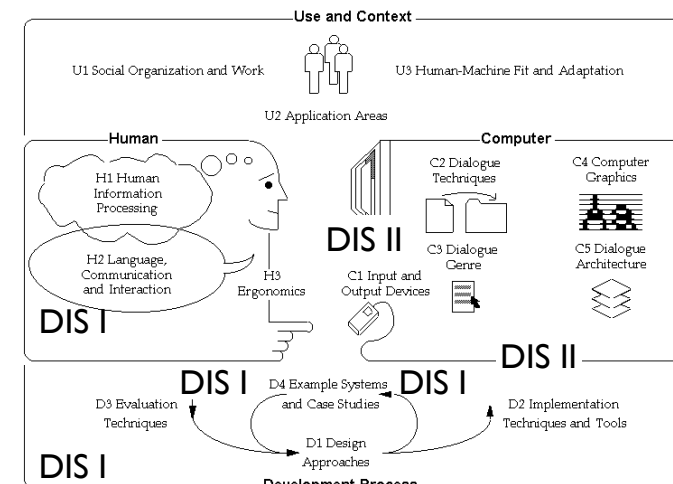 Use and Context
U1 Social Organization and Work
U3 Human-Machine Fit and Adaptation
U2 Application Areas
Human
Computer
H1 Human
Information
Processing
C2 Dialogue
Techniques
C4 Computer
Graphics
DIS II
H2 Language,
Communication
and Interaction
H3
Ergonomics
C3 Dialogue
Genre
C5 Dialogue
Architecture
C1 Input and
Output Devices
DIS I
DIS II
DIS I
D4 Example Systems
and Case Studies
DIS I
D3 Evaluation
Techniques
D2 Implementation
Techniques and Tools
D1 Design
Approaches
DIS I
Development Process